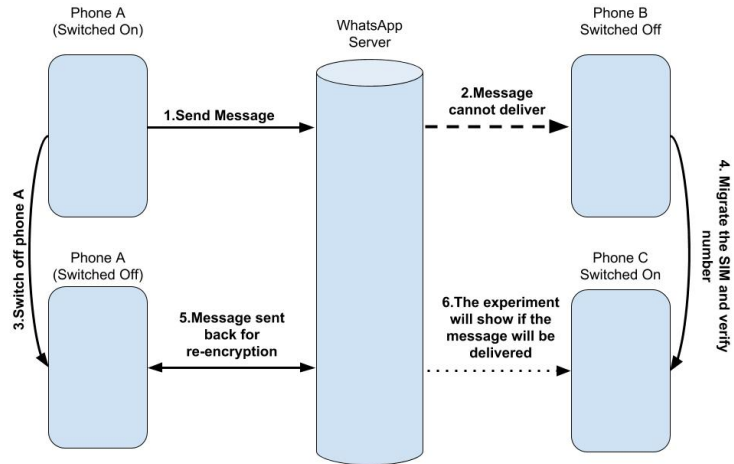 Phone A
(Switched On)
WhatsApp
Server
Phone B
Switched Off
1.Send Message
2.Message
cannot deliver
3.Switch off phone A
4. Migrate the SIM and verify
number
Phone A
(Switched Off)
Phone C
Switched On
5.Message sent
back for
re-encryption
6.The experiment
will show if the
message will be
delivered